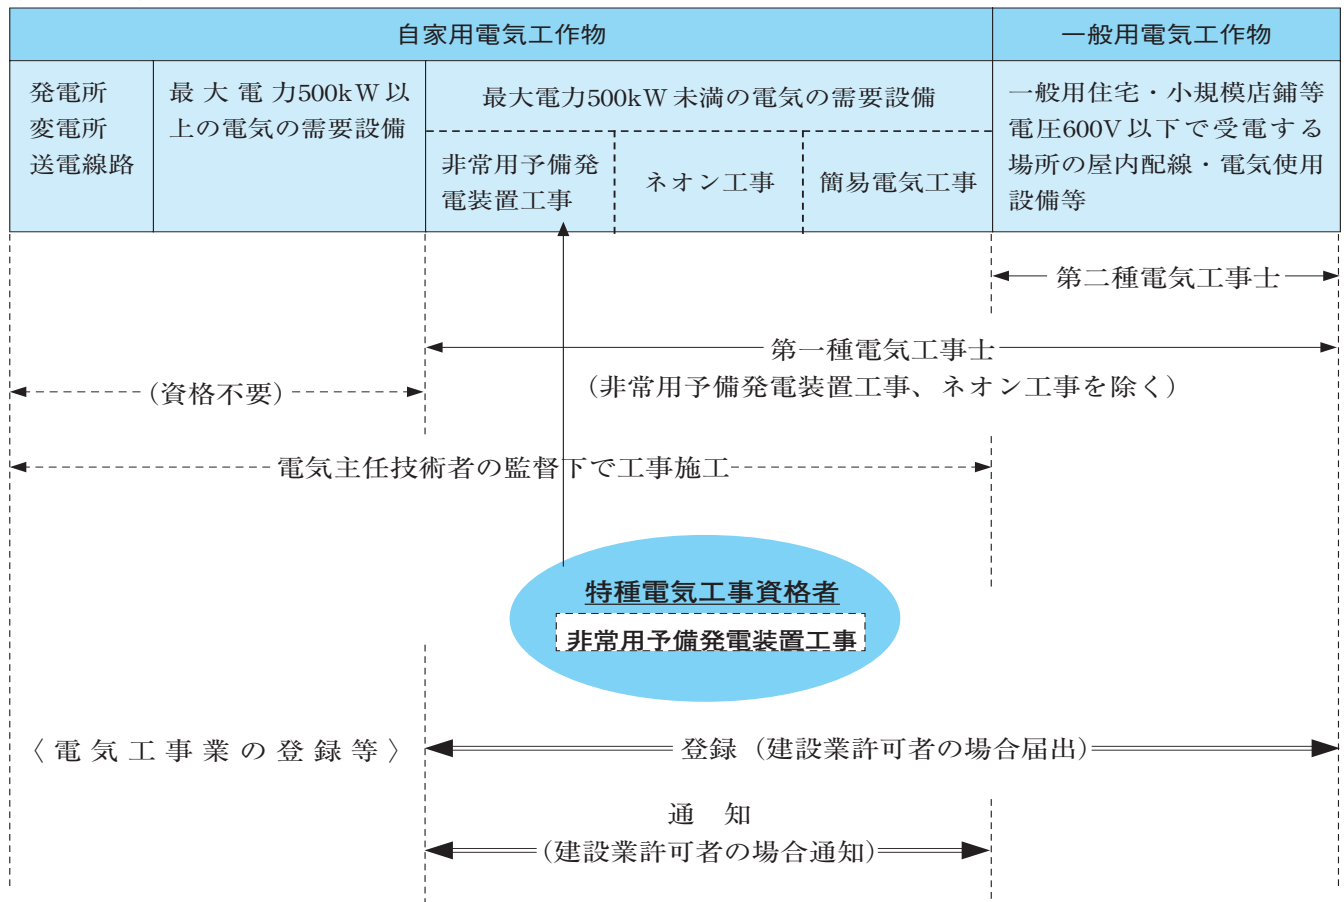 自家用電気工作物
一般用電気工作物
発電所
変電所
送電線路
最大電力500kW以
上の電気の需要設備
最大電力500kW未満の電気の需要設備
非常用予備発
電装置工事
ネオン工事
簡易電気工事
一般用住宅・小規模店舗等
電圧600V以下で受電する
場所の屋内配線・電気使用
設備等
第二種電気工事士
第一種電気工事士
(非常用予備発電装置工事、ネオン工事を除く)
(資格不要)
電気主任技術者の監督下で工事施工
特種電気工事資格者
非常用予備発電装置工事
〈電気工事業の登録等〉
登録(建設業許可者の場合届出)
通 知
(建設業許可者の場合通知)